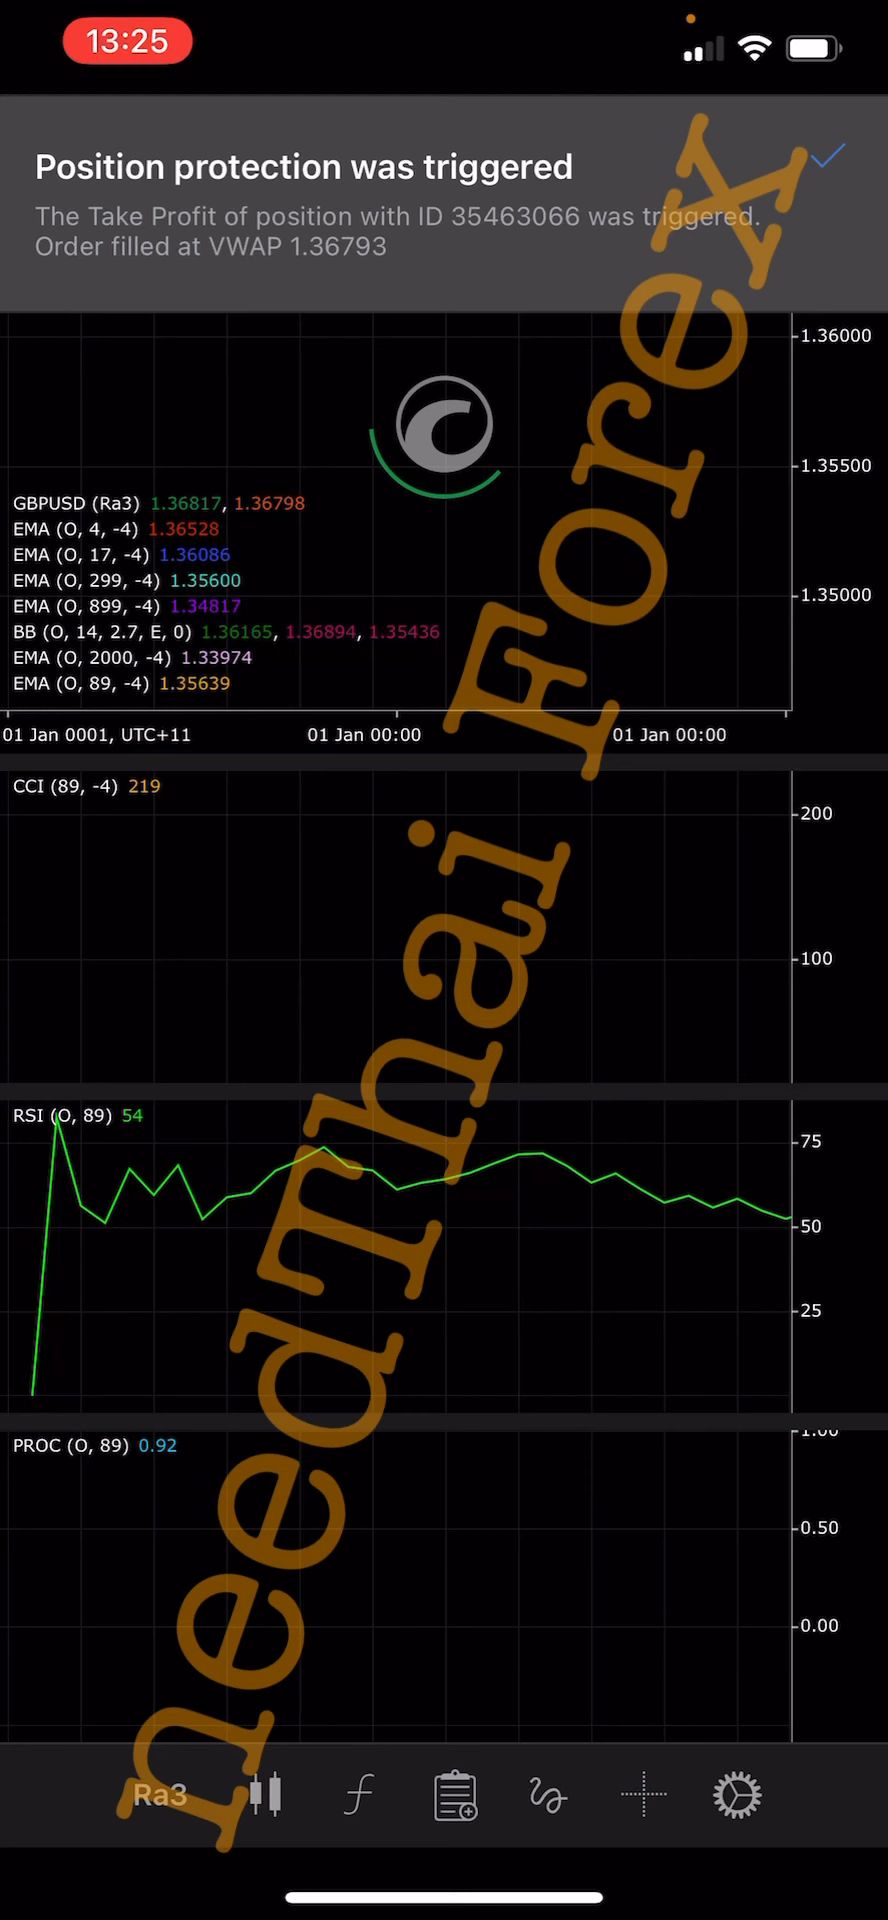 13:25
Position protection was triggered
The Take Profit of position with ID 35463066 was triggered.
Order filled at VWAP 1.36793
1.36000
1.35500
GBPUSD (Ra3) 1.36817, 1.36798
EMA (O, 4, -4) 1.36528
EMA (O, 17, -4) 1.36086
EMA (O, 299, -4) 1.35600
1.35000
EMA (O, 899, -4) 1.34817
BB (O, 14, 2.7, E, 0) 1.36165, 1.36894, 1.35436
EMA (O, 2000, -4) 1.33974
EMA (O, 89, -4) 1.35639
01 Jan 0001, UTC+11 01 Jan 00:00 01 Jan 00:00
CCI (89, -4) 219
200
100
RSI (O, 89) 54
75
50
25
PROC (O, 89) 0.92
1.00
0.50
0.00
Ra3
needThai Forex